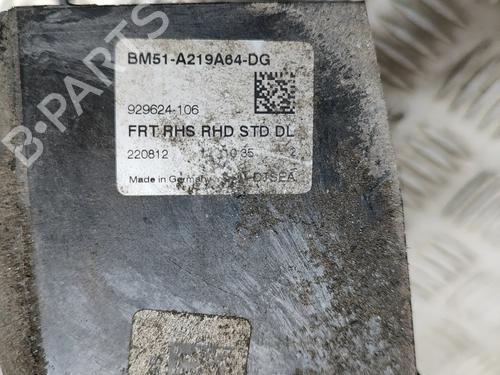 BM51-A219A64-DG
929624-106
FRT RHS RHD STD DL
220812
Made in Germany
B-PARTS